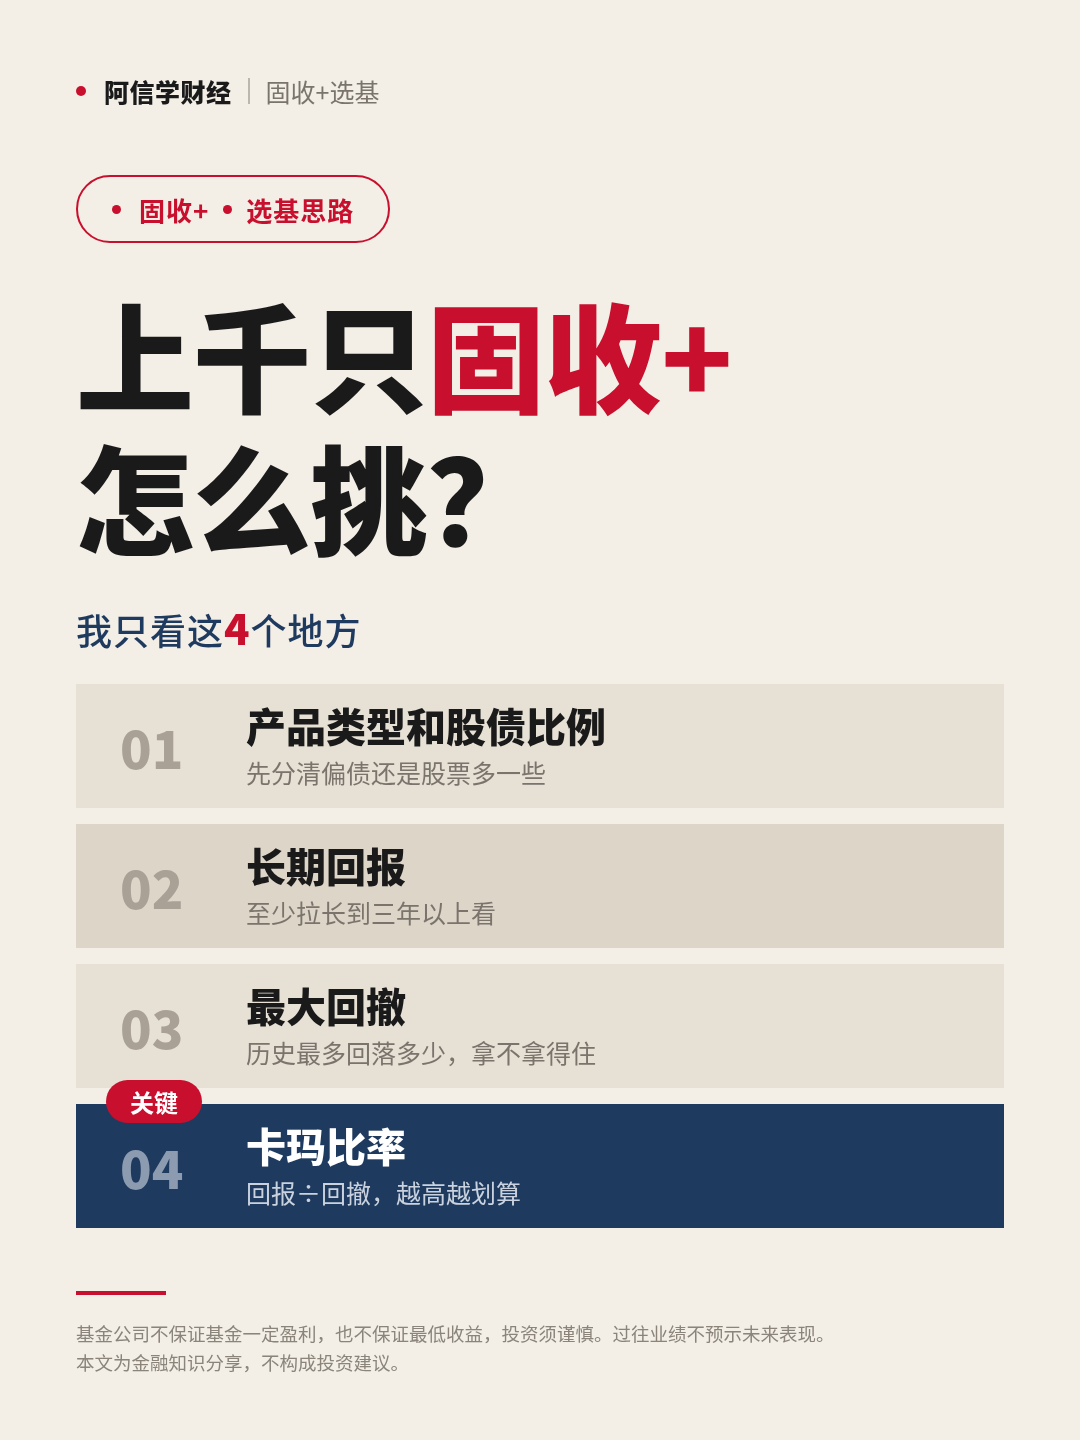 阿信学财经｜固收+选基
• 固收+ • 选基思路
上千只固收+
怎么挑？
我只看这4个地方
01
产品类型和股债比例
先分清偏债还是股票多一些
02
长期回报
至少拉长到三年以上看
03
最大回撤
历史最多回落多少，拿不拿得住
关键
04
卡玛比率
回报÷回撤，越高越划算
基金公司不保证基金一定盈利，也不保证最低收益，投资须谨慎。过往业绩不预示未来表现。
本文为金融知识分享，不构成投资建议。